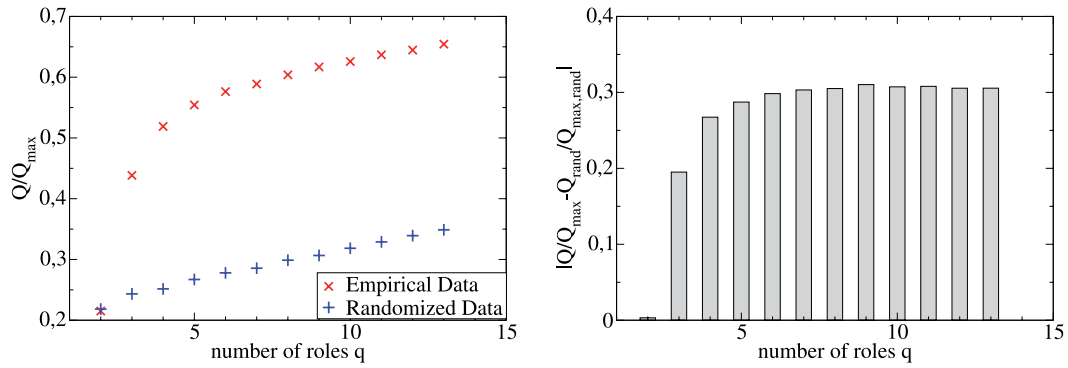 0,7
0,6
0,5
0,4
0,3
0,2
Q/Q_max
5
10
15
number of roles q
Empirical Data
Randomized Data
0,4
0,3
0,2
0,1
0
|Q/Q_max-Q_rand/Q_max,rand|
5
10
15
number of roles q